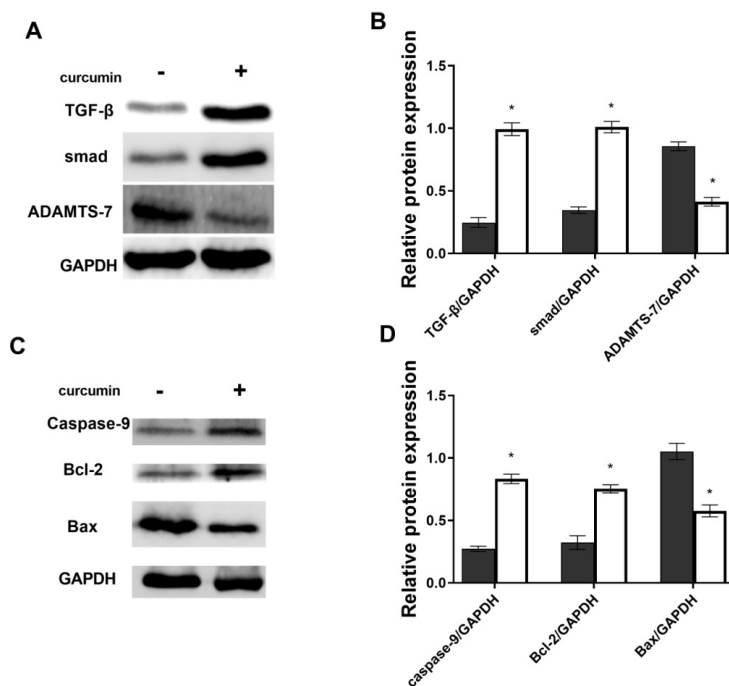 A
curcumin - +
TGF-β
smad
ADAMTS-7
GAPDH
B
Relative protein expression
1.5
1.0
0.5
0.0
* * *
TGF-β/GAPDH
smad/GAPDH
ADAMTS-7/GAPDH
C
curcumin - +
Caspase-9
Bcl-2
Bax
GAPDH
D
Relative protein expression
1.5
1.0
0.5
0.0
* * *
caspase-9/GAPDH
Bcl-2/GAPDH
Bax/GAPDH